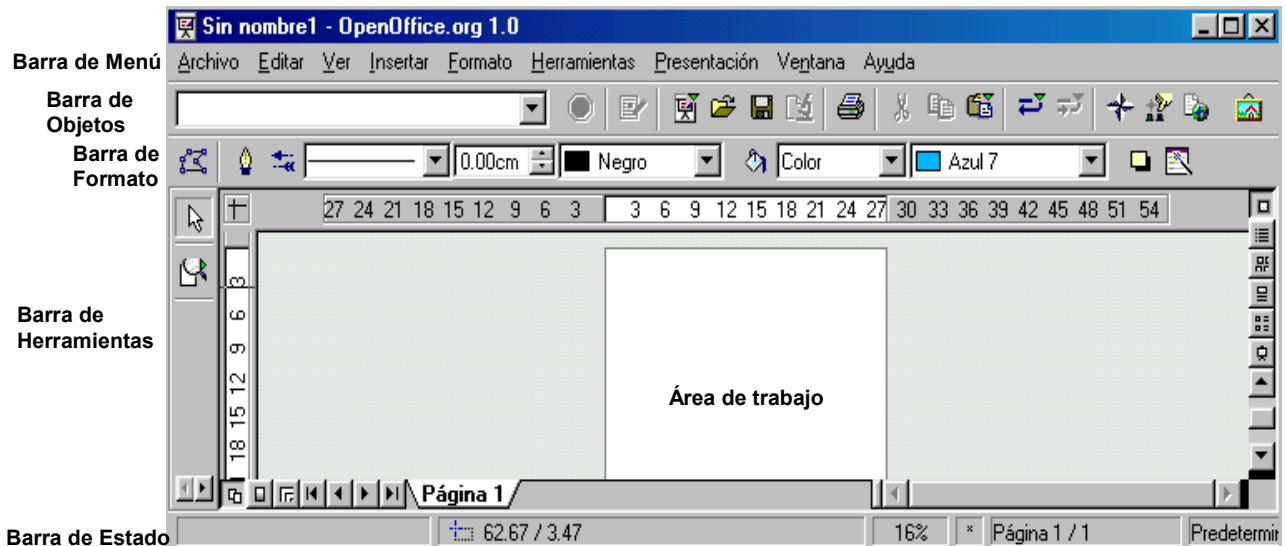 Sin nombre1 - OpenOffice.org 1.0
Barra de Menú
Archivo Editar Ver Insertar Formato Herramientas Presentación Ventana Ayuda
Barra de
Objetos
Barra de
Formato
0.00cm Negro Color Azul 7
27 24 21 18 15 12 9 6 3 3 6 9 12 15 18 21 24 27 30 33 36 39 42 45 48 51 54
3 6 9 12 15 18
Barra de
Herramientas
Área de trabajo
Página 1
Barra de Estado
62.67 / 3.47 16% * Página 1 / 1 Predetermin